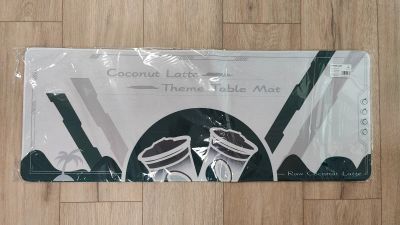 Coconut Latte
Theme Table Mat
Raw Coconut Latte